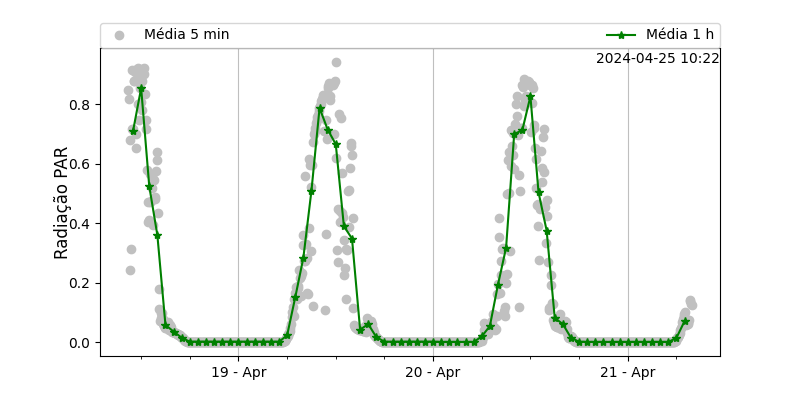 Média 5 min
Média 1 h
2024-04-25 10:22
Radiação PAR
0.8
0.6
0.4
0.2
0.0
19 - Apr
20 - Apr
21 - Apr